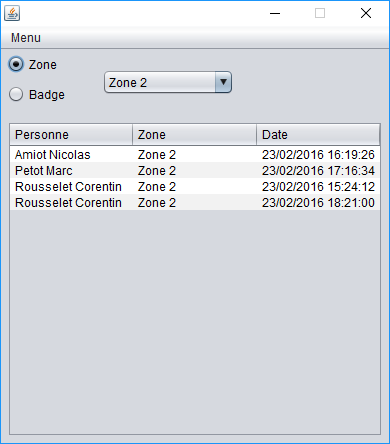 Menu
Zone
Zone 2
Badge
Personne Zone Date
Amiot Nicolas Zone 2 23/02/2016 16:19:26
Petot Marc Zone 2 23/02/2016 17:16:34
Rousselet Corentin Zone 2 23/02/2016 15:24:12
Rousselet Corentin Zone 2 23/02/2016 18:21:00